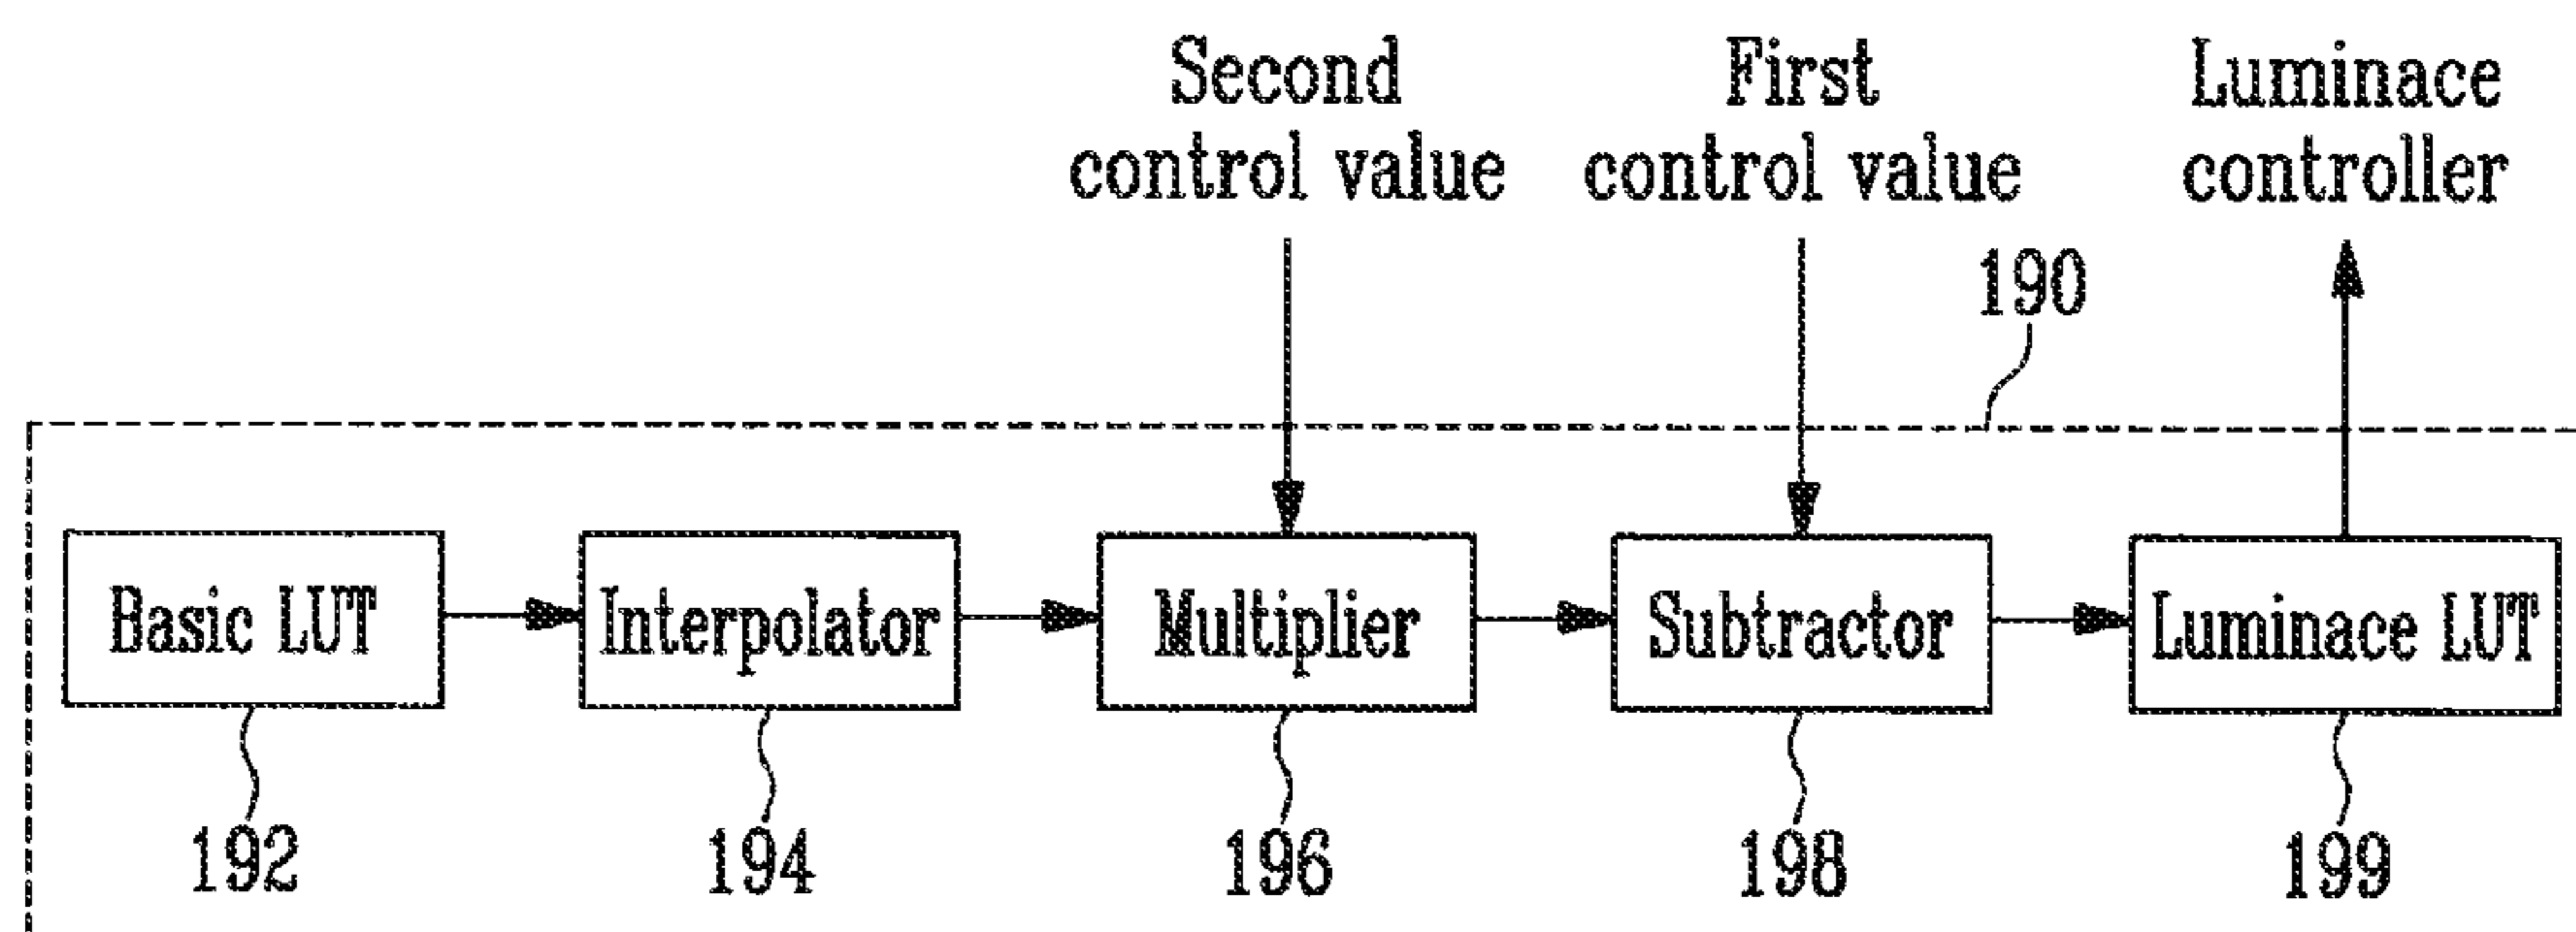 Second
control value
First
control value
Luminace
controller
190
Basic LUT
Interpolator
Multiplier
Subtractor
Luminace LUT
192
194
196
198
199